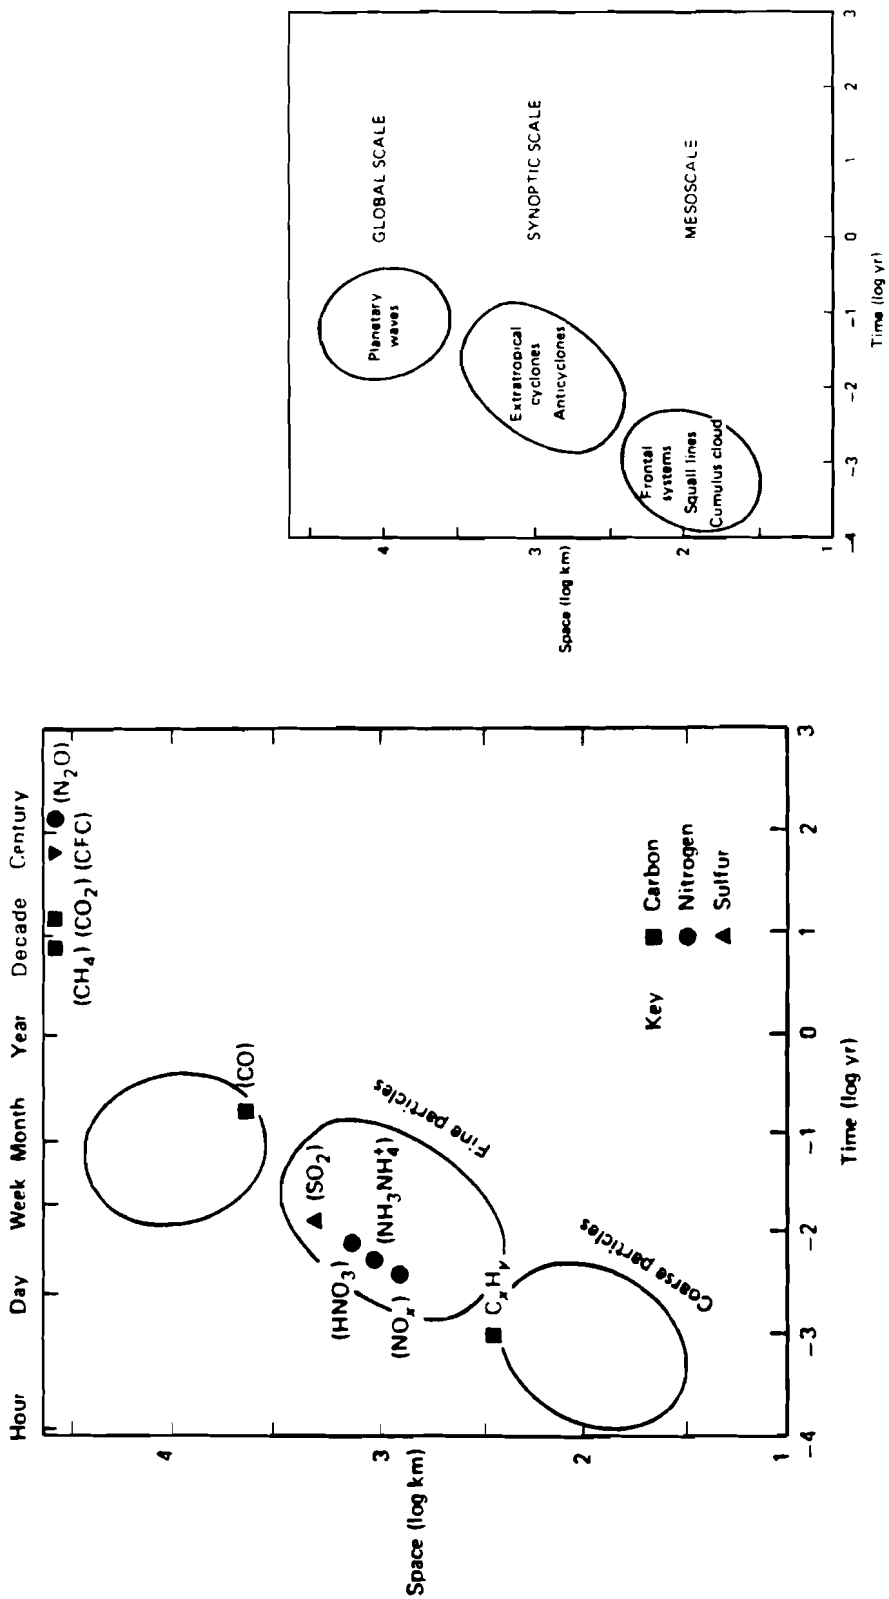 Hour Day Week Month Year Decade Century
(CH4) (CO2) (CFC)
(N2O)
(CO)
(SO2)
(HNO3)
(NH3NH4+)
(NOx)
CxHy
Fine particles
Coarse particles
Key
Carbon
Nitrogen
Sulfur
4
3
2
1
Space (log km)
-4 -3 -2 -1 0 1 2 3
Time (log yr)
GLOBAL SCALE
Planetary
waves
SYNOPTIC SCALE
Extratropical
cyclones
Anticyclones
MESOSCALE
Frontal
systems
Squall lines
Cumulus cloud
4
3
2
1
Space (log km)
-4 -3 -2 -1 0 1 2 3
Time (log yr)